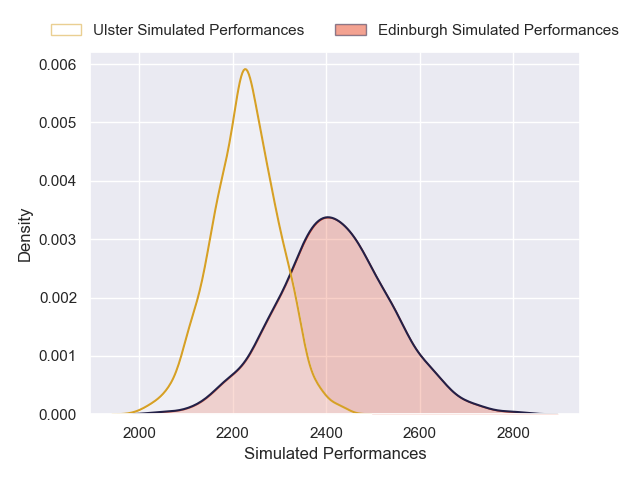 Ulster Simulated Performances Edinburgh Simulated Performances
0.006
0.005
0.004
0.003
0.002
0.001
0.000
Density
2000 2200 2400 2600 2800
Simulated Performances